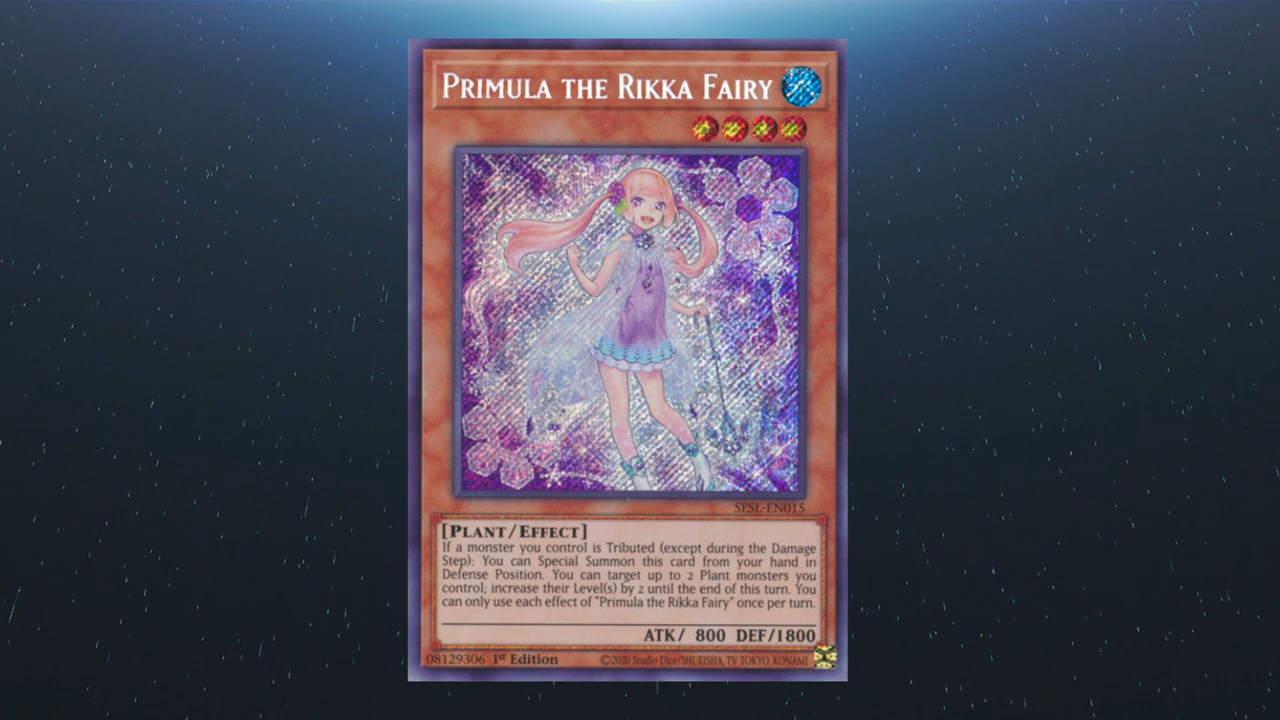 PRIMULA THE RIKKA FAIRY
SESL-EN015
[PLANT/EFFECT]
If a monster you control is Tributed (except during the Damage
Step): You can Special Summon this card from your hand in
Defense Position. You can target up to 2 Plant monsters you
control; increase their Level(s) by 2 until the end of this turn. You
can only use each effect of "Primula the Rikka Fairy" once per turn.
ATK/ 800 DEF/1800
08129306 1st Edition ©2020 Studio Dice/SHUEISHA, TV TOKYO, KONAMI